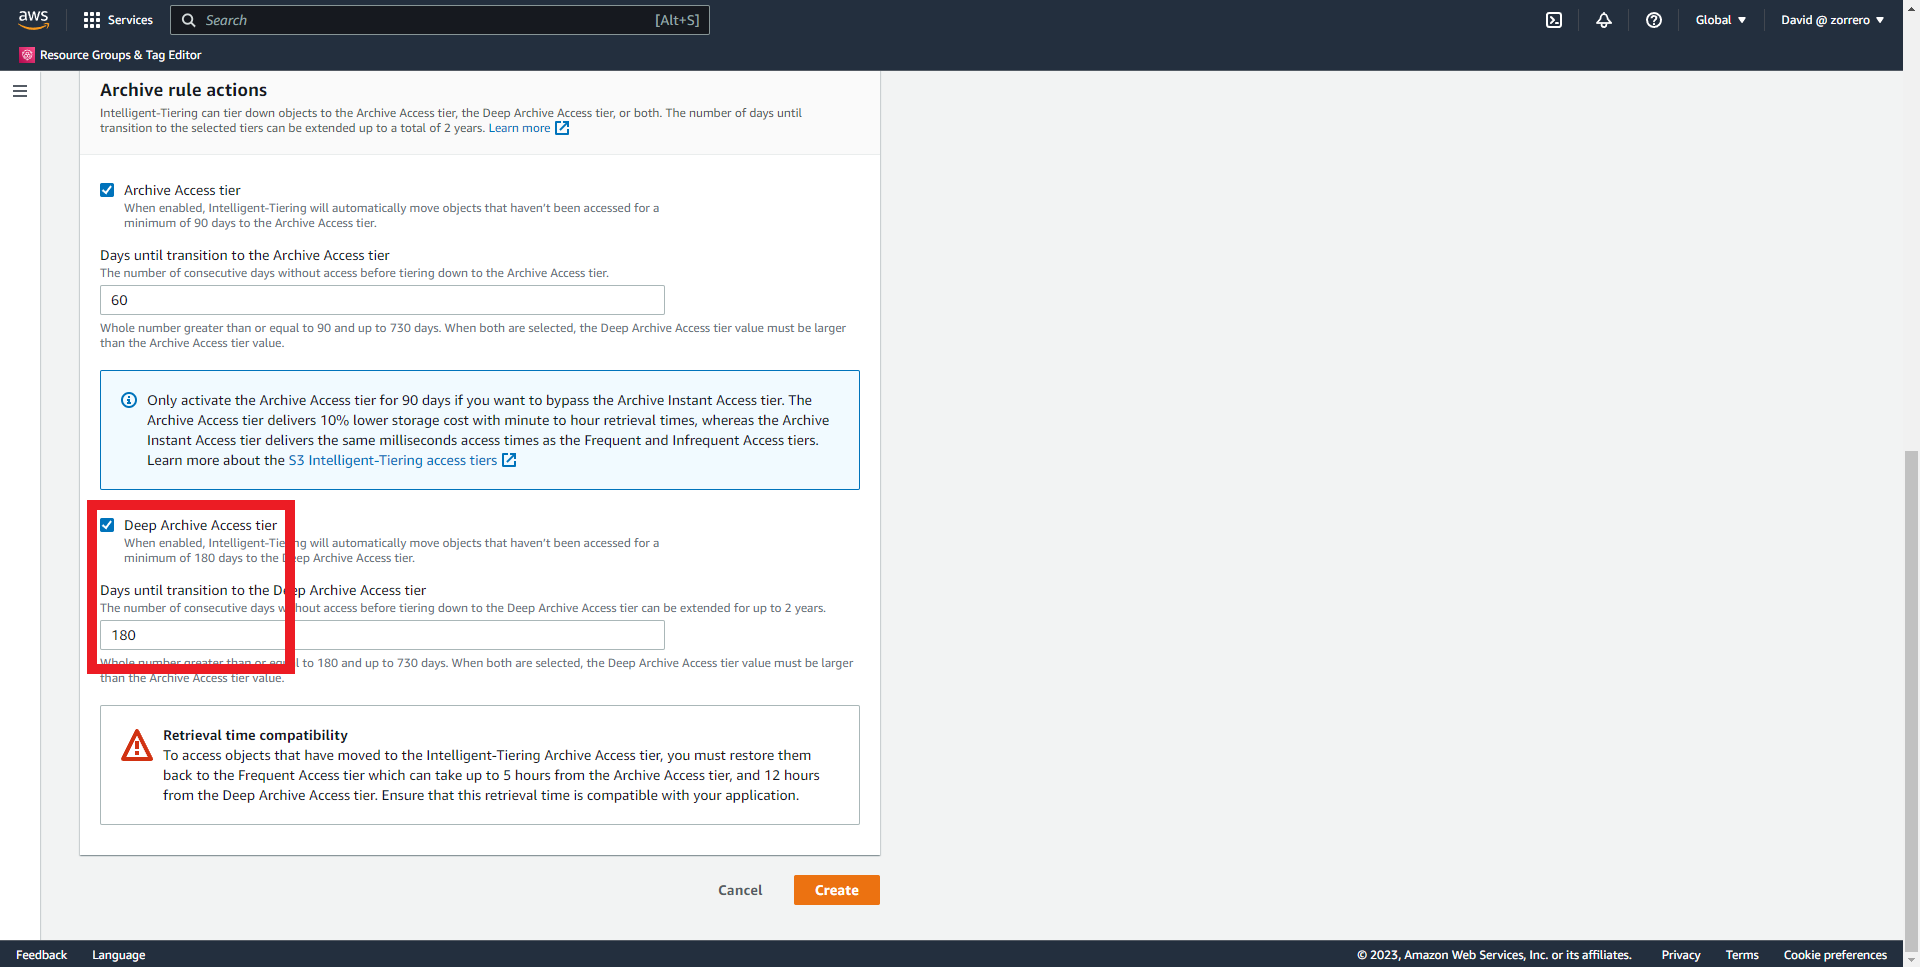 aws
Services
Search
[Alt+S]
Global
David @ zorrero
Resource Groups & Tag Editor
Archive rule actions
Intelligent-Tiering can tier down objects to the Archive Access tier, the Deep Archive Access tier, or both. The number of days until
transition to the selected tiers can be extended up to a total of 2 years. Learn more
Archive Access tier
When enabled, Intelligent-Tiering will automatically move objects that haven't been accessed for a
minimum of 90 days to the Archive Access tier.
Days until transition to the Archive Access tier
The number of consecutive days without access before tiering down to the Archive Access tier.
60
Whole number greater than or equal to 90 and up to 730 days. When both are selected, the Deep Archive Access tier value must be larger
than the Archive Access tier value.
Only activate the Archive Access tier for 90 days if you want to bypass the Archive Instant Access tier. The
Archive Access tier delivers 10% lower storage cost with minute to hour retrieval times, whereas the Archive
Instant Access tier delivers the same milliseconds access times as the Frequent and Infrequent Access tiers.
Learn more about the S3 Intelligent-Tiering access tiers
Deep Archive Access tier
When enabled, Intelligent-Tiering will automatically move objects that haven't been accessed for a
minimum of 180 days to the Deep Archive Access tier.
Days until transition to the Deep Archive Access tier
The number of consecutive days without access before tiering down to the Deep Archive Access tier can be extended for up to 2 years.
180
Whole number greater than or equal to 180 and up to 730 days. When both are selected, the Deep Archive Access tier value must be larger
than the Archive Access tier value.
Retrieval time compatibility
To access objects that have moved to the Intelligent-Tiering Archive Access tier, you must restore them
back to the Frequent Access tier which can take up to 5 hours from the Archive Access tier, and 12 hours
from the Deep Archive Access tier. Ensure that this retrieval time is compatible with your application.
Cancel
Create
Feedback
Language
© 2023, Amazon Web Services, Inc. or its affiliates.
Privacy
Terms
Cookie preferences